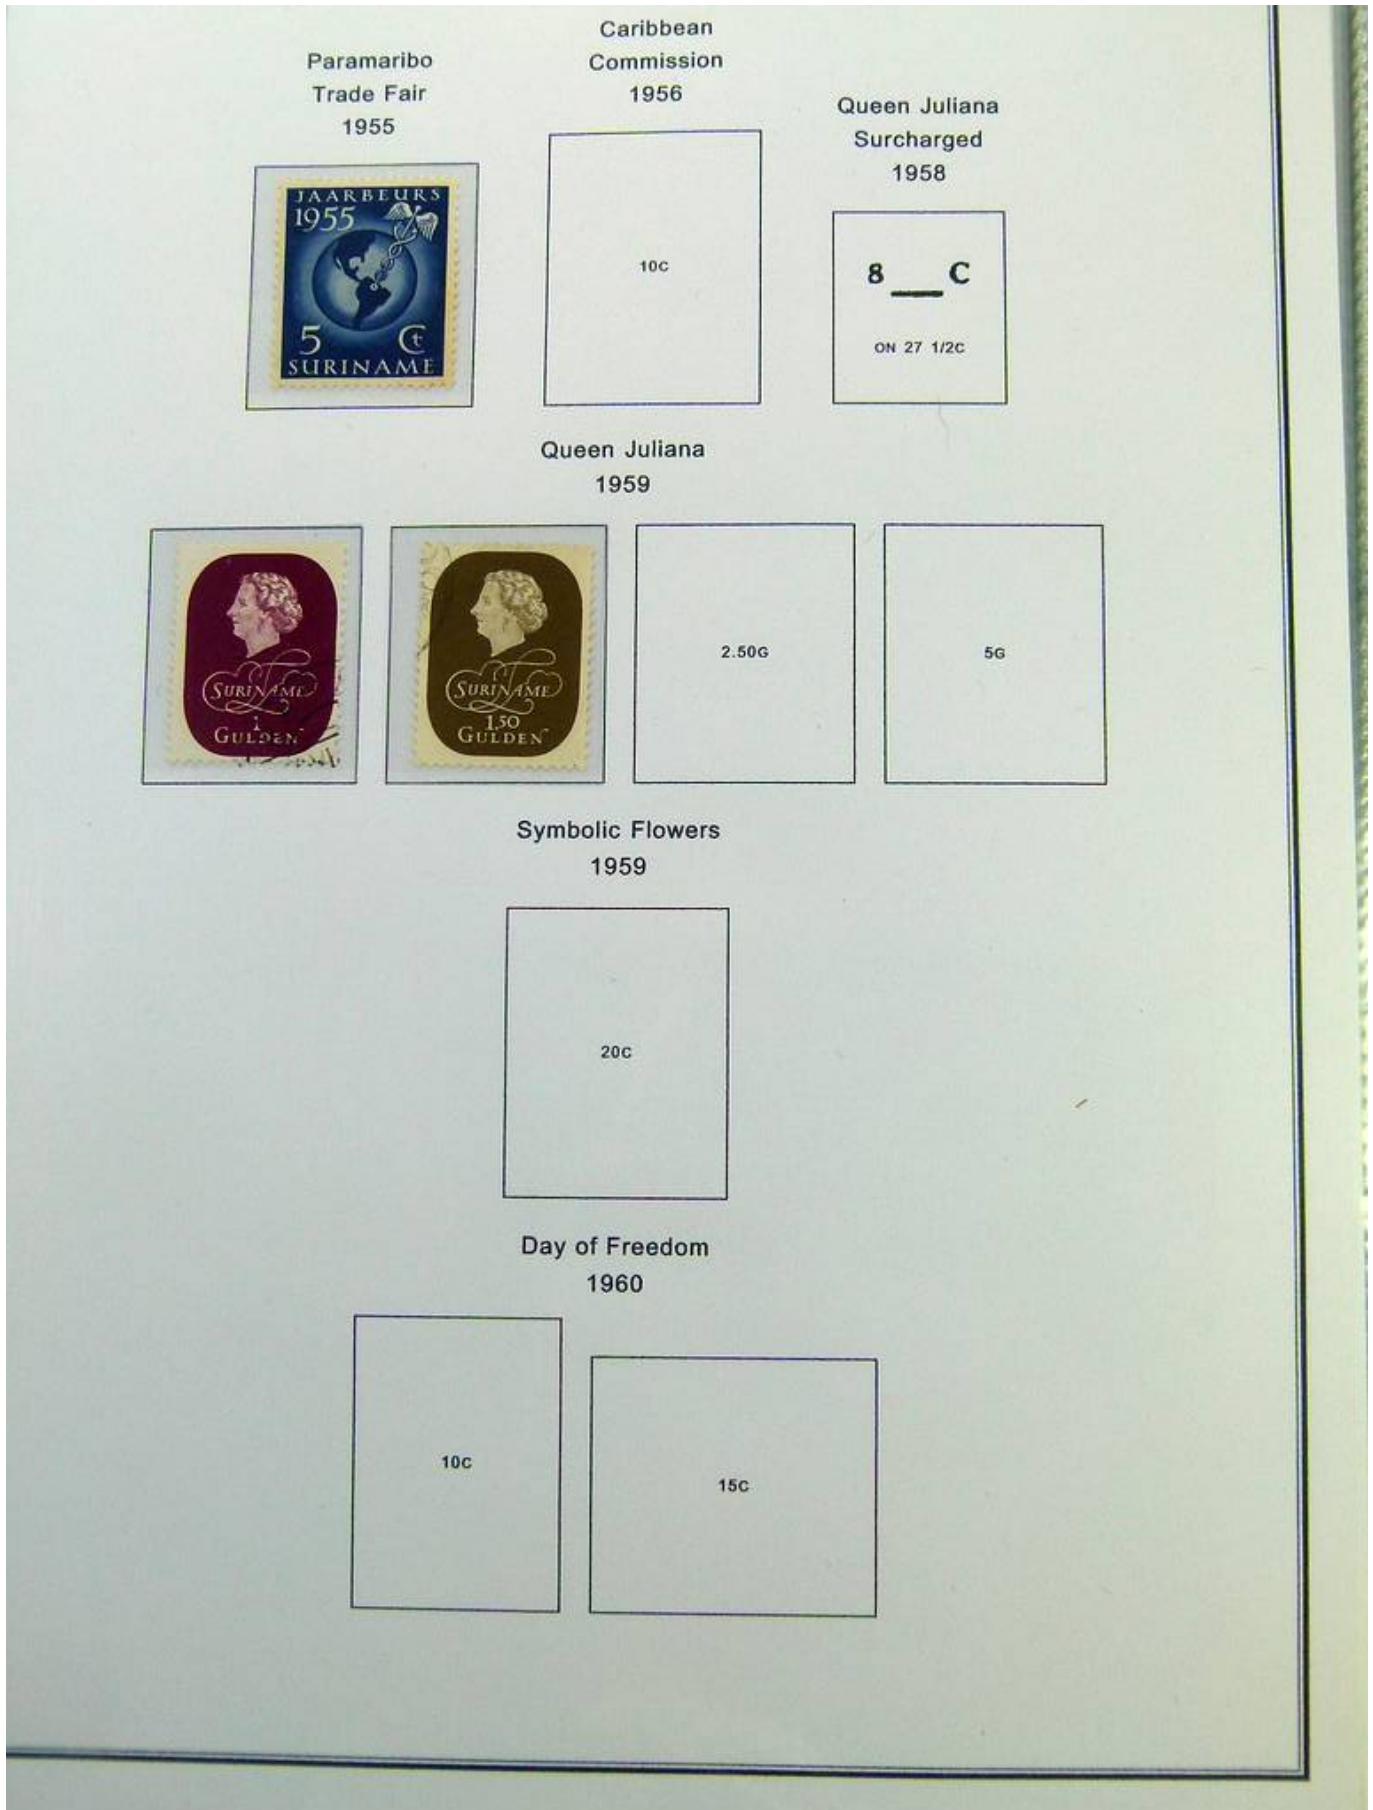 Paramaribo
Trade Fair
1955
Caribbean
Commission
1956
Queen Juliana
Surcharged
1958
JAARBEURS
1955
5 Ct
SURINAME
10C
8 __ C
ON 27 1/2C
Queen Juliana
1959
SURINAME
1
GULDEN
SURINAME
1,50
GULDEN
2.50G
5G
Symbolic Flowers
1959
20C
Day of Freedom
1960
10C
15C